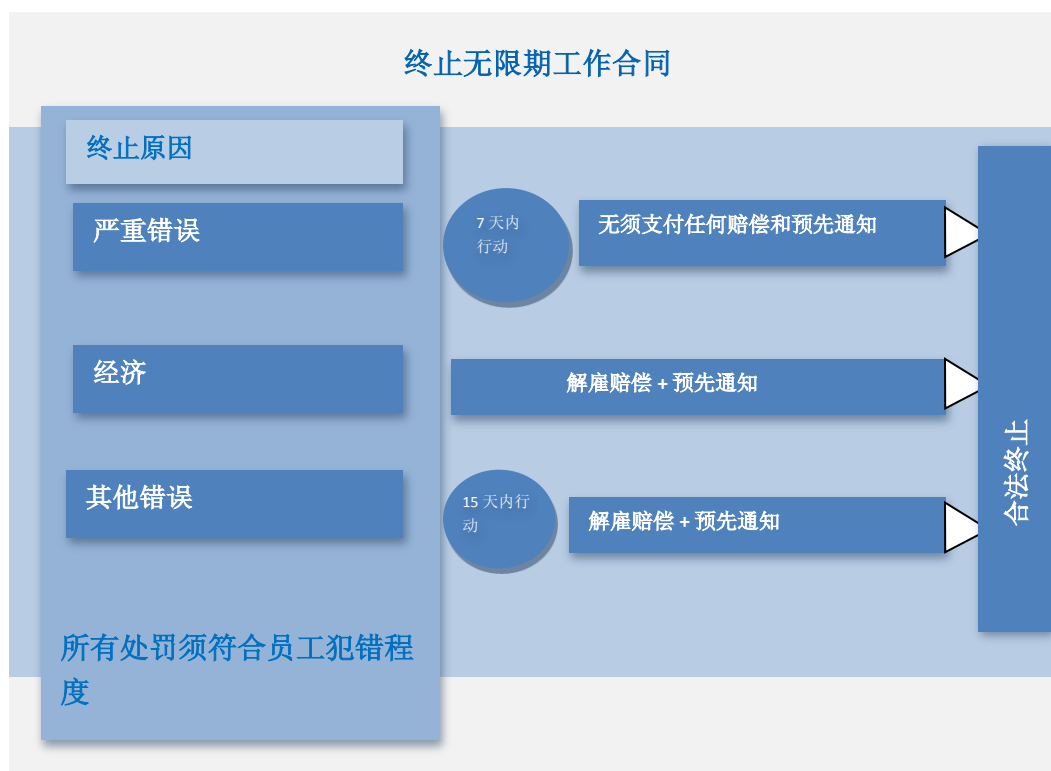 终止无限期工作合同
终止原因
严重错误
7 天内
行动
无须支付任何赔偿和预先通知
经济
解雇赔偿 + 预先通知
其他错误
15 天内行
动
解雇赔偿 + 预先通知
合法终止
所有处罚须符合员工犯错程
度